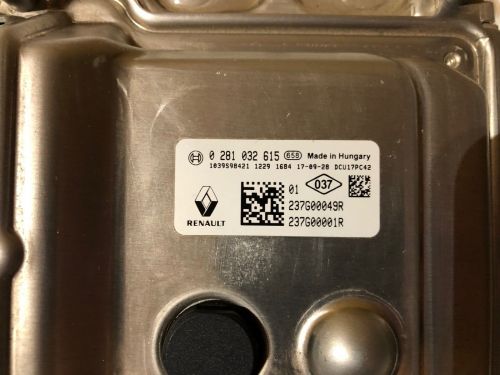 0 281 032 615 658 Made in Hungary
1039S98421 1229 1684 17-09-28 DCU17PC42
01 037
237G00049R
RENAULT 237G00001R